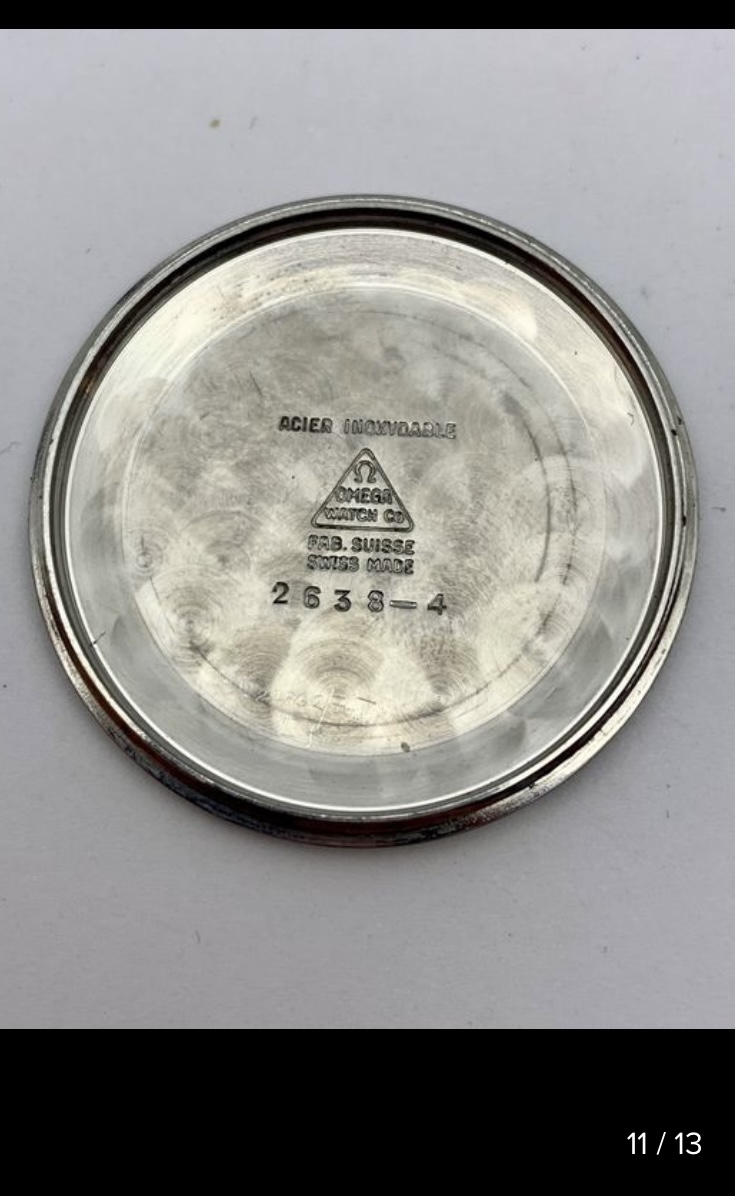 ACIER INOXYDABLE
Ω
OMEGA
WATCH CO
FAB. SUISSE
SWISS MADE
2638-4
11 / 13